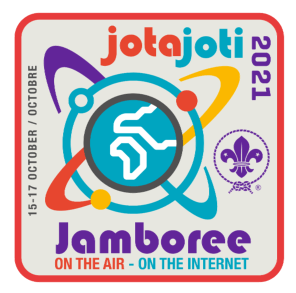 jotajoti
2021
15-17 OCTOBER / OCTOBRE
®
Jamboree
ON THE AIR - ON THE INTERNET